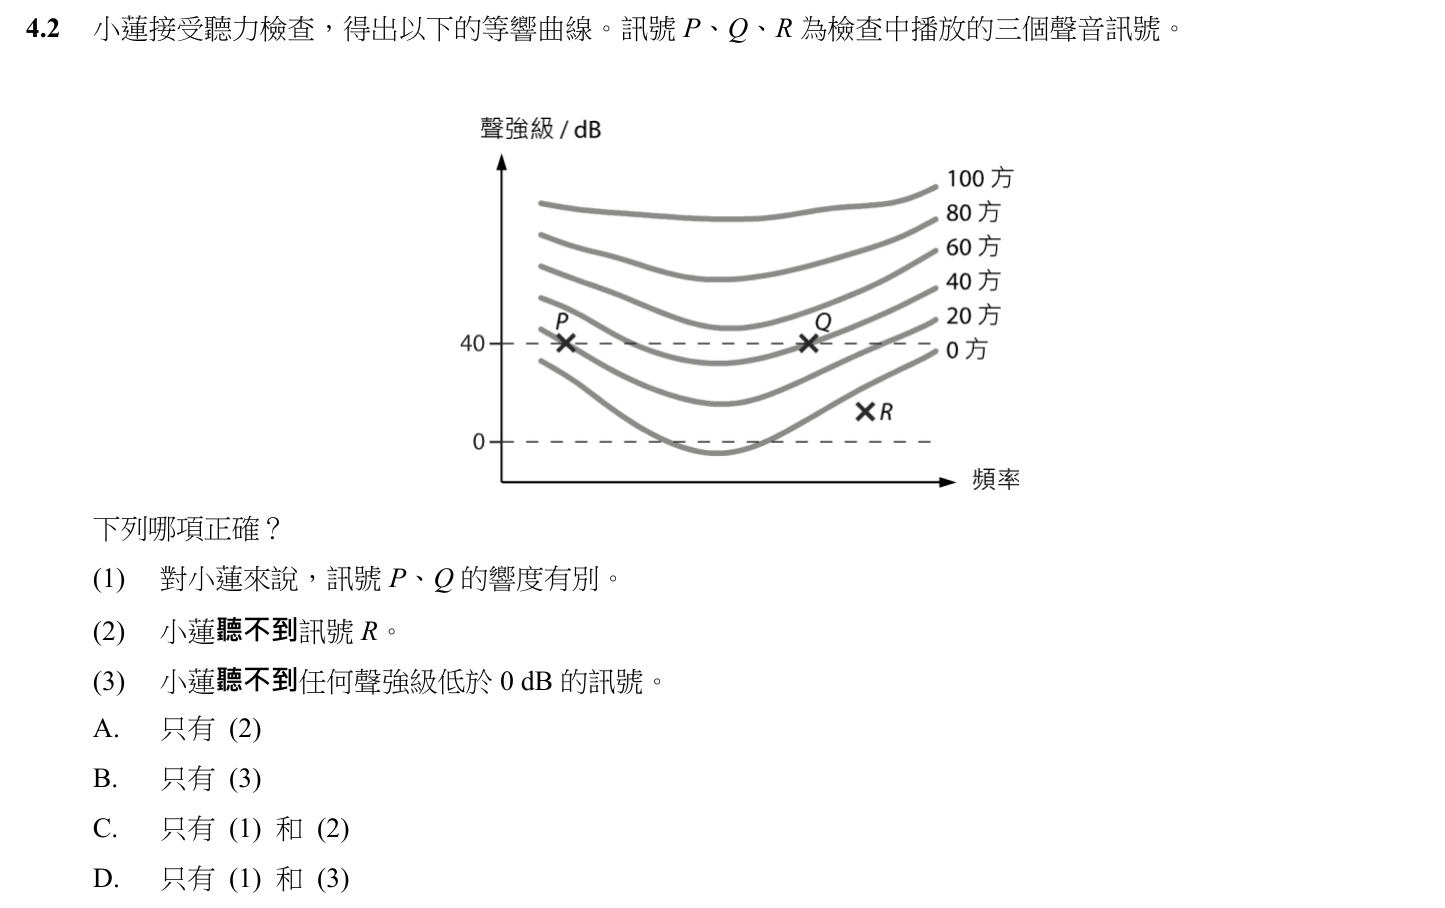 4.2 小蓮接受聽力檢查，得出以下的等響曲線。訊號 P、Q、R 為檢查中播放的三個聲音訊號。
聲強級 / dB
100 方
80 方
60 方
40 方
20 方
0 方
P
Q
40
R
0
頻率
下列哪項正確？
(1) 對小蓮來說，訊號 P、Q 的響度有別。
(2) 小蓮聽不到訊號 R。
(3) 小蓮聽不到任何聲強級低於 0 dB 的訊號。
A. 只有 (2)
B. 只有 (3)
C. 只有 (1) 和 (2)
D. 只有 (1) 和 (3)